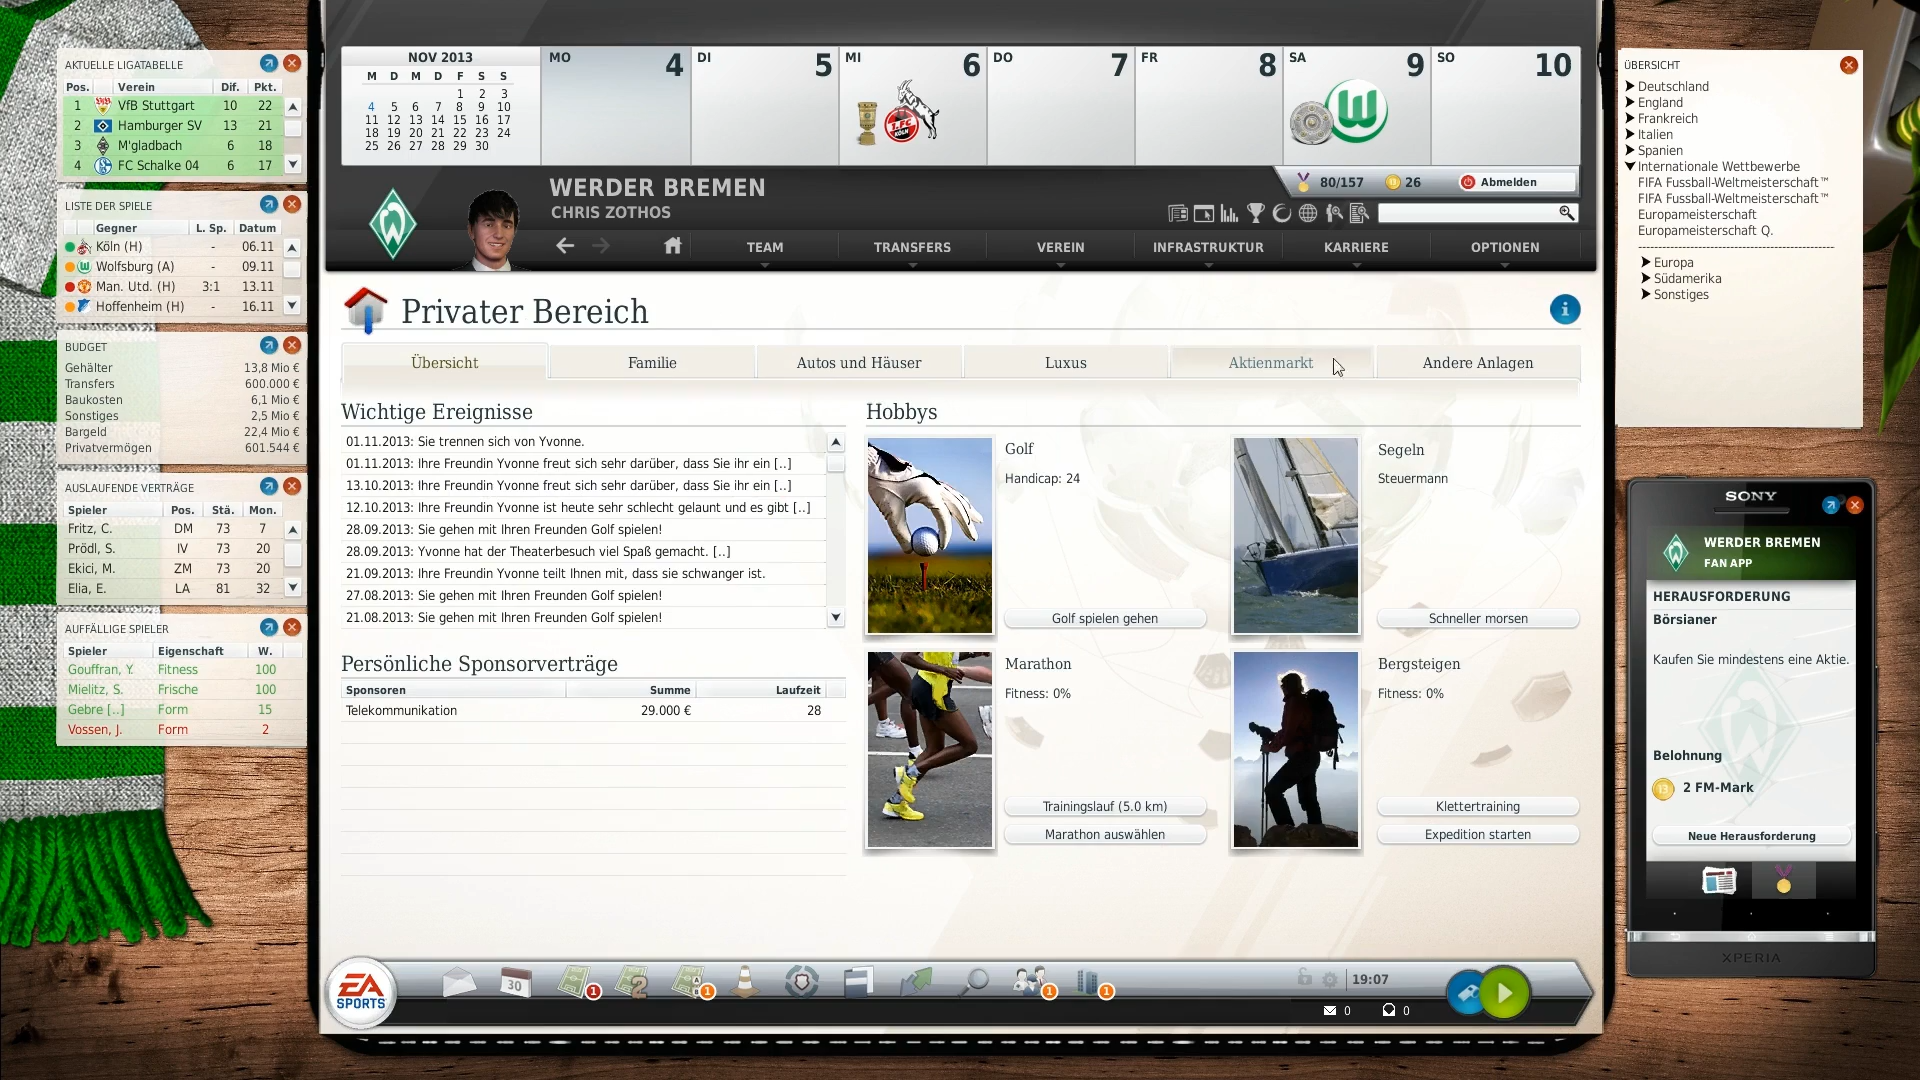 AKTUELLE LIGATABELLE
Pos. Verein Dif. Pkt.
1 VfB Stuttgart 10 22
2 Hamburger SV 13 21
3 M'gladbach 6 18
4 FC Schalke 04 6 17
LISTE DER SPIELE
Gegner L. Sp. Datum
Köln (H) - 06.11
Wolfsburg (A) - 09.11
Man. Utd. (H) 3:1 13.11
Hoffenheim (H) - 16.11
BUDGET
Gehälter 13,8 Mio €
Transfers 600.000 €
Baukosten 6,1 Mio €
Sonstiges 2,5 Mio €
Bargeld 22,4 Mio €
Privatvermögen 601.544 €
AUSLAUFENDE VERTRÄGE
Spieler Pos. Stä. Mon.
Fritz, C. DM 73 7
Prödl, S. IV 73 20
Ekici, M. ZM 73 20
Elia, E. LA 81 32
AUFFÄLLIGE SPIELER
Spieler Eigenschaft W.
Gouffran, Y. Fitness 100
Mielitz, S. Frische 100
Gebre [..] Form 15
Vossen, J. Form 2
NOV 2013
M D M D F S S
1 2 3
4 5 6 7 8 9 10
11 12 13 14 15 16 17
18 19 20 21 22 23 24
25 26 27 28 29 30
MO 4 DI 5 MI 6 DO 7 FR 8 SA 9 SO 10
1.FC KÖLN
W
WERDER BREMEN
CHRIS ZOTHOS
80/157 26 Abmelden
TEAM TRANSFERS VEREIN INFRASTRUKTUR KARRIERE OPTIONEN
Privater Bereich
Übersicht Familie Autos und Häuser Luxus Aktienmarkt Andere Anlagen
Wichtige Ereignisse
01.11.2013: Sie trennen sich von Yvonne.
01.11.2013: Ihre Freundin Yvonne freut sich sehr darüber, dass Sie ihr ein [..]
13.10.2013: Ihre Freundin Yvonne freut sich sehr darüber, dass Sie ihr ein [..]
12.10.2013: Ihre Freundin Yvonne ist heute sehr schlecht gelaunt und es gibt [..]
28.09.2013: Sie gehen mit Ihren Freunden Golf spielen!
28.09.2013: Yvonne hat der Theaterbesuch viel Spaß gemacht. [..]
21.09.2013: Ihre Freundin Yvonne teilt Ihnen mit, dass sie schwanger ist.
27.08.2013: Sie gehen mit Ihren Freunden Golf spielen!
21.08.2013: Sie gehen mit Ihren Freunden Golf spielen!
Persönliche Sponsorverträge
Sponsoren Summe Laufzeit
Telekommunikation 29.000 € 28
Hobbys
Golf
Handicap: 24
Golf spielen gehen
Segeln
Steuermann
Schneller morsen
Marathon
Fitness: 0%
Trainingslauf (5.0 km)
Marathon auswählen
Bergsteigen
Fitness: 0%
Klettertraining
Expedition starten
EA SPORTS
30 1 2 1 1 1
19:07
0 0
ÜBERSICHT
Deutschland
England
Frankreich
Italien
Spanien
Internationale Wettbewerbe
FIFA Fussball-Weltmeisterschaft™
FIFA Fussball-Weltmeisterschaft™
Europameisterschaft
Europameisterschaft Q.
Europa
Südamerika
Sonstiges
SONY
WERDER BREMEN
FAN APP
HERAUSFORDERUNG
Börsianer
Kaufen Sie mindestens eine Aktie.
Belohnung
13 2 FM-Mark
Neue Herausforderung
XPERIA